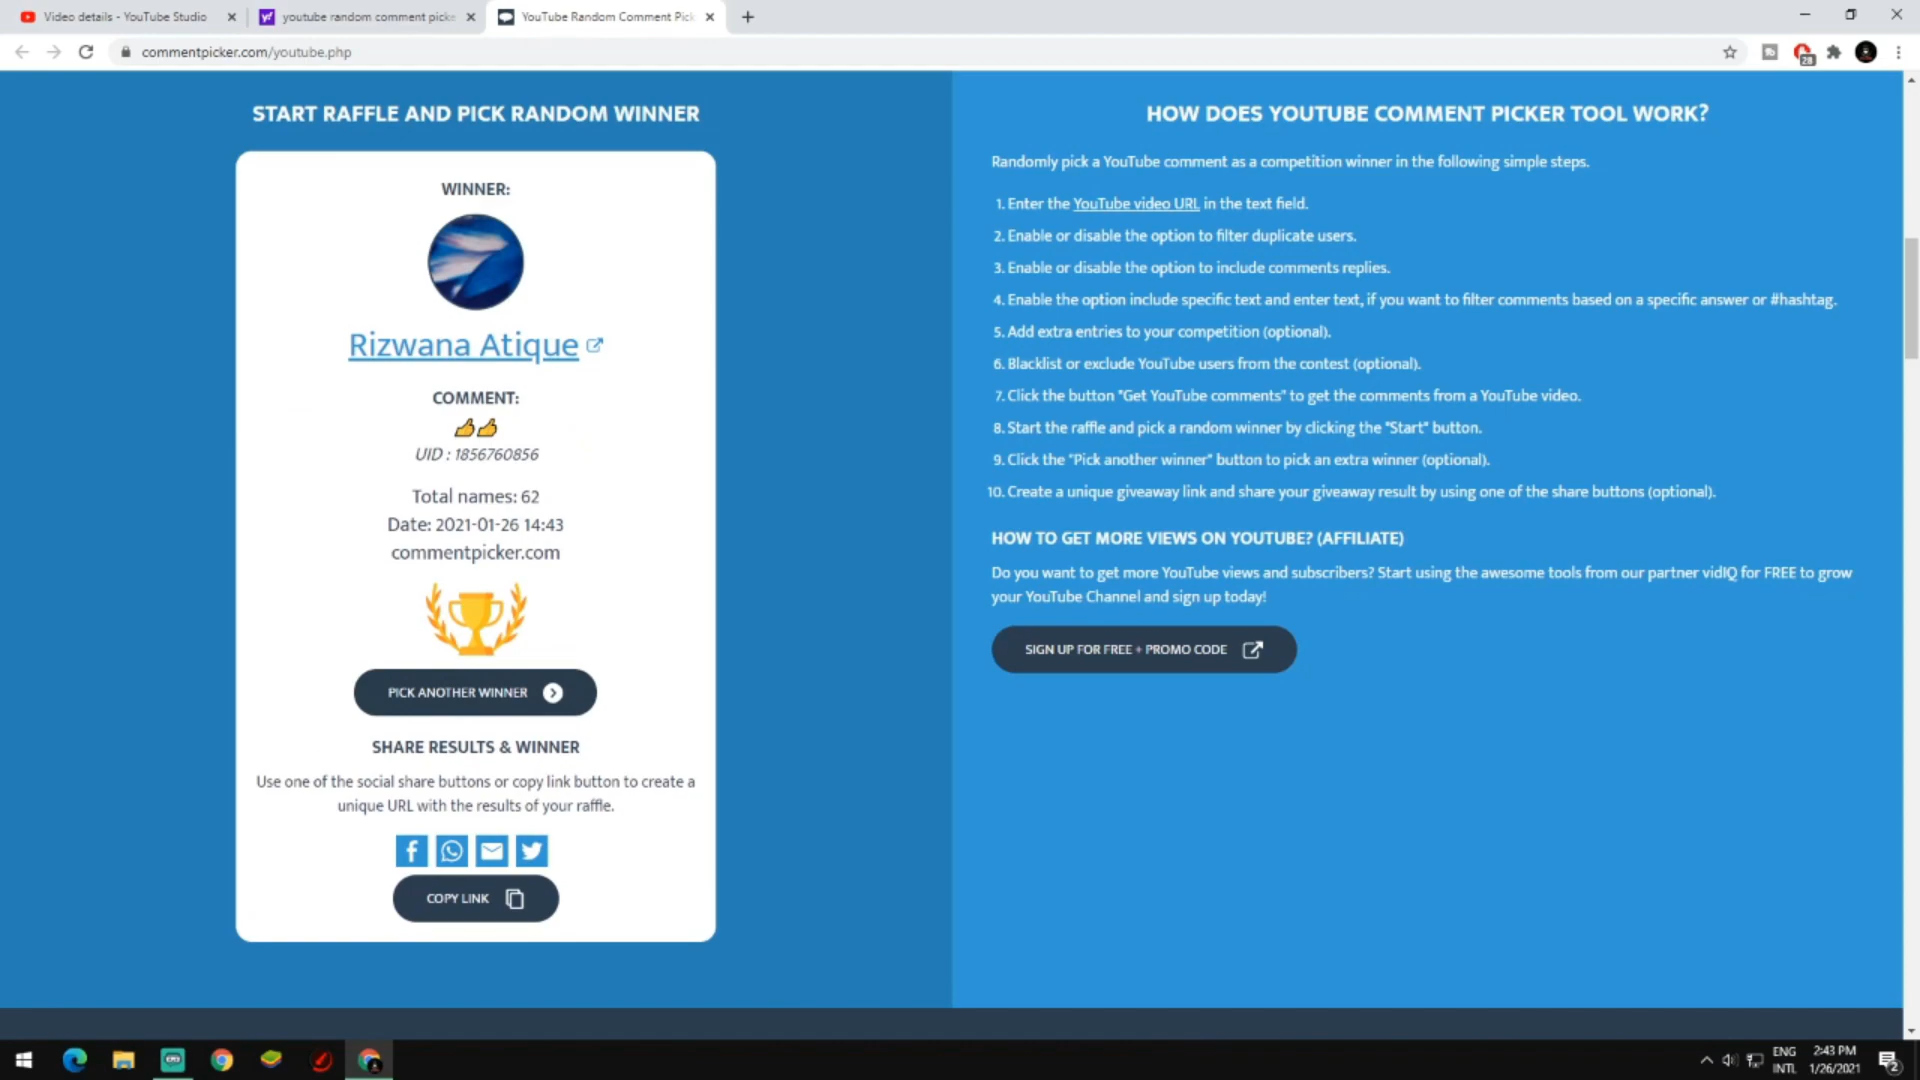 Video details - YouTube Studio
youtube random comment picke
YouTube Random Comment Pick
commentpicker.com/youtube.php
28
START RAFFLE AND PICK RANDOM WINNER
WINNER:
Rizwana Atique
COMMENT:
👍👍
UID : 1856760856
Total names: 62
Date: 2021-01-26 14:43
commentpicker.com
PICK ANOTHER WINNER
SHARE RESULTS & WINNER
Use one of the social share buttons or copy link button to create a
unique URL with the results of your raffle.
COPY LINK
HOW DOES YOUTUBE COMMENT PICKER TOOL WORK?
Randomly pick a YouTube comment as a competition winner in the following simple steps.
1. Enter the YouTube video URL in the text field.
2. Enable or disable the option to filter duplicate users.
3. Enable or disable the option to include comments replies.
4. Enable the option include specific text and enter text, if you want to filter comments based on a specific answer or #hashtag.
5. Add extra entries to your competition (optional).
6. Blacklist or exclude YouTube users from the contest (optional).
7. Click the button "Get YouTube comments" to get the comments from a YouTube video.
8. Start the raffle and pick a random winner by clicking the "Start" button.
9. Click the "Pick another winner" button to pick an extra winner (optional).
10. Create a unique giveaway link and share your giveaway result by using one of the share buttons (optional).
HOW TO GET MORE VIEWS ON YOUTUBE? (AFFILIATE)
Do you want to get more YouTube views and subscribers? Start using the awesome tools from our partner vidIQ for FREE to grow
your YouTube Channel and sign up today!
SIGN UP FOR FREE + PROMO CODE
ENG
INTL
2:43 PM
1/26/2021
2